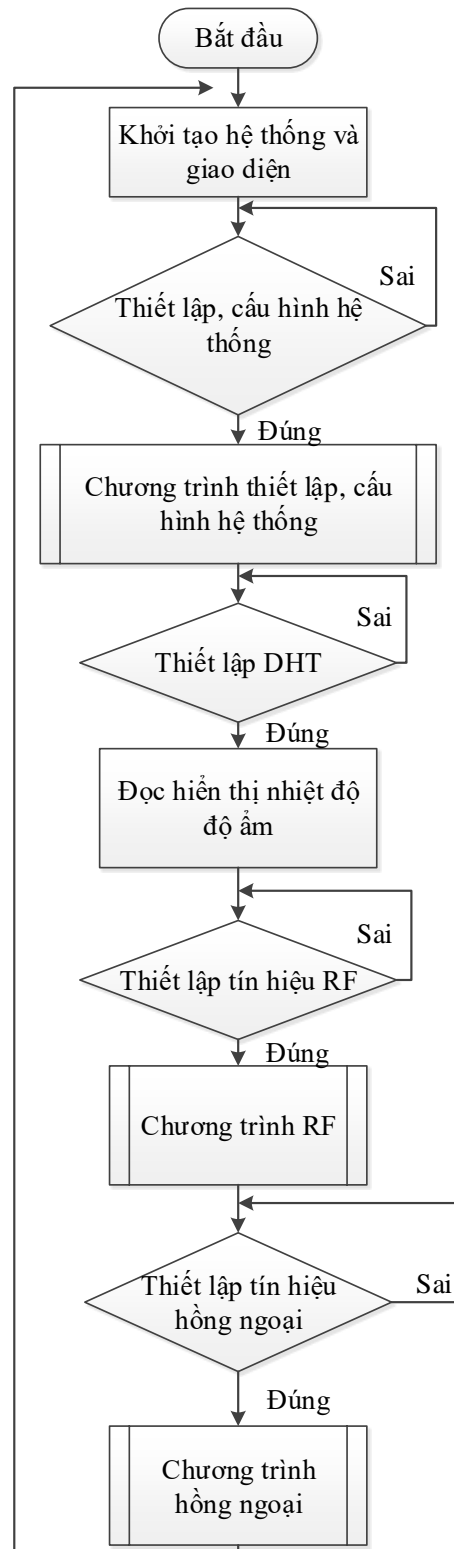 Bắt đầu
Khởi tạo hệ thống và
giao diện
Sai
Thiết lập, cấu hình hệ
thống
Đúng
Chương trình thiết lập, cấu
hình hệ thống
Sai
Thiết lập DHT
Đúng
Đọc hiển thị nhiệt độ
độ ẩm
Sai
Thiết lập tín hiệu RF
Đúng
Chương trình RF
Thiết lập tín hiệu
hồng ngoại
Sai
Đúng
Chương trình
hồng ngoại